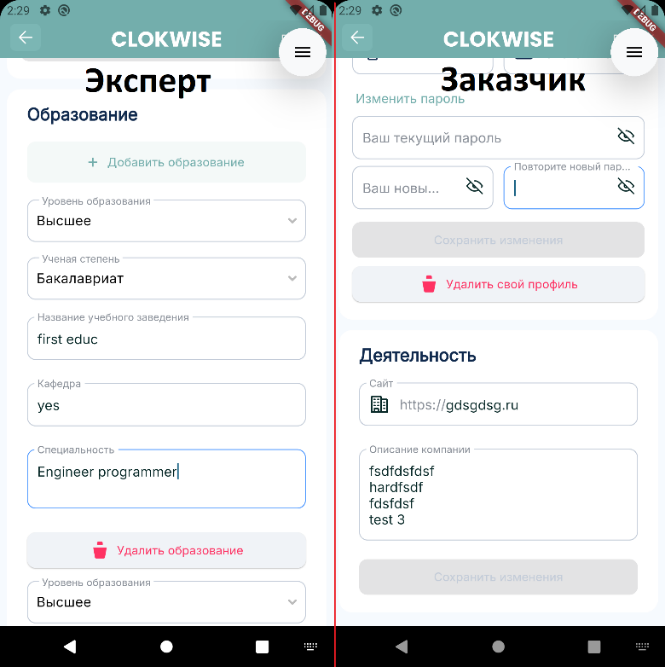 2:29
DEBUG
CLOKWISE
Эксперт
Образование
+ Добавить образование
Уровень образования
Высшее
Ученая степень
Бакалавриат
Название учебного заведения
first educ
Кафедра
yes
Специальность
Engineer programmer
Удалить образование
Уровень образования
Высшее
2:29
DEBUG
CLOKWISE
Заказчик
Изменить пароль
Ваш текущий пароль
Ваш новы...
Повторите новый пар...
Сохранить изменения
Удалить свой профиль
Деятельность
Сайт
https://gdsgdsg.ru
Описание компании
fsdfdsfdsf
hardfsdf
fdsfdsf
test 3
Сохранить изменения